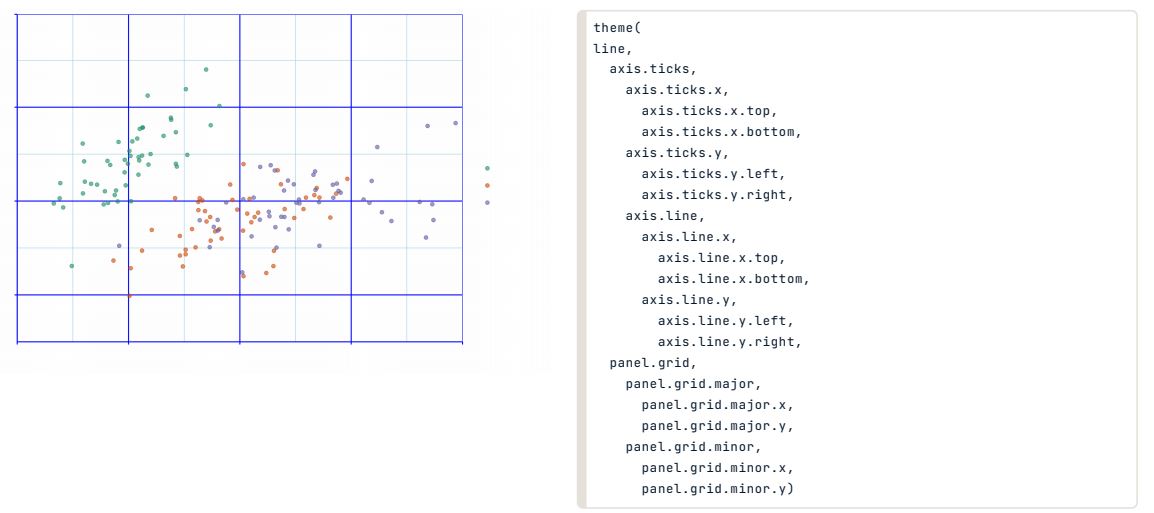 theme(
line,
axis.ticks,
axis.ticks.x,
axis.ticks.x.top,
axis.ticks.x.bottom,
axis.ticks.y,
axis.ticks.y.left,
axis.ticks.y.right,
axis.line,
axis.line.x,
axis.line.x.top,
axis.line.x.bottom,
axis.line.y,
axis.line.y.left,
axis.line.y.right,
panel.grid,
panel.grid.major,
panel.grid.major.x,
panel.grid.major.y,
panel.grid.minor,
panel.grid.minor.x,
panel.grid.minor.y)